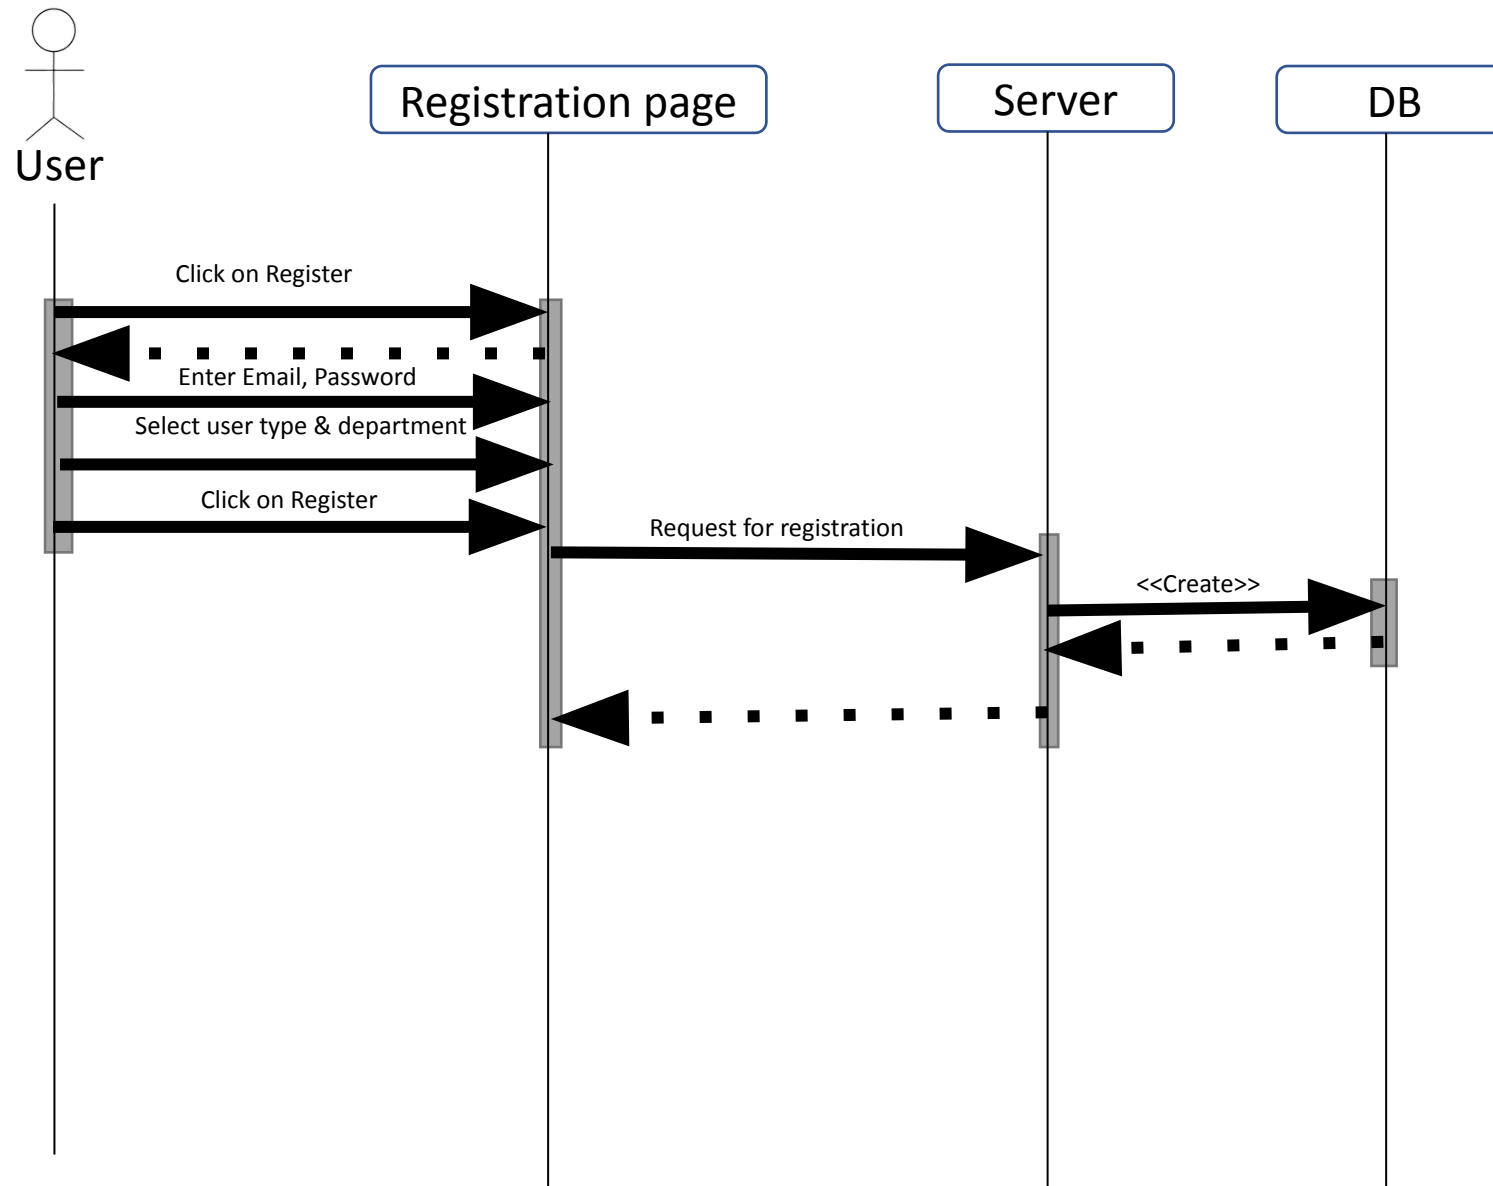 Registration page
Server
DB
User
Click on Register
Enter Email, Password
Select user type & department
Click on Register
Request for registration
<<Create>>